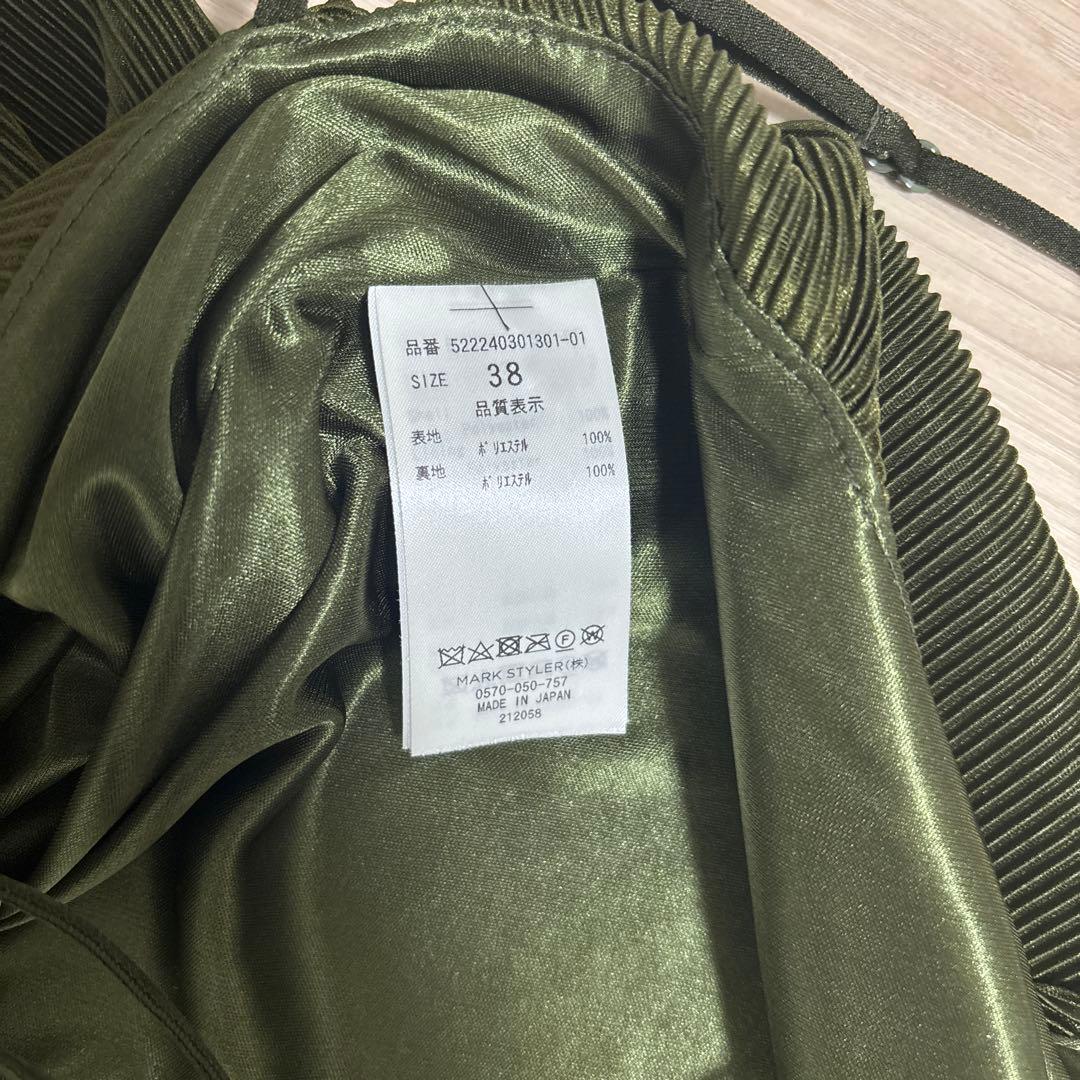 品番 522240301301-01
SIZE 38
品質表示
表地 ポリエステル 100%
裏地 ポリエステル 100%
F W
MARK STYLER(株)
0570-050-757
MADE IN JAPAN
212058